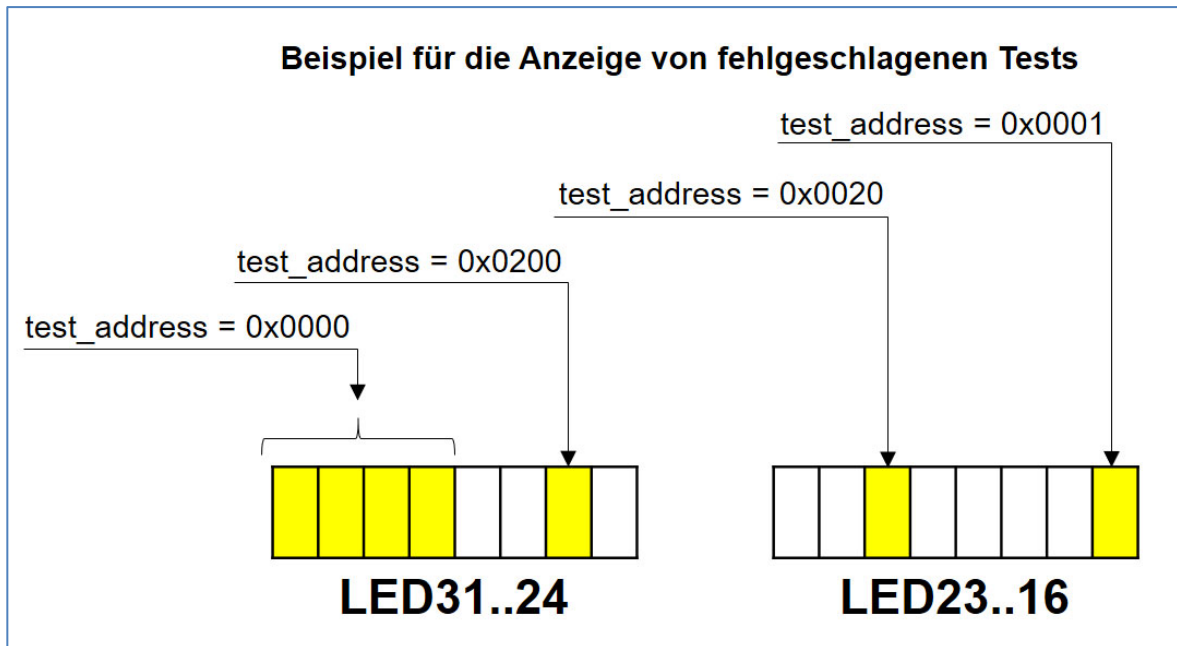 Beispiel für die Anzeige von fehlgeschlagenen Tests
test_address = 0x0001
test_address = 0x0020
test_address = 0x0200
test_address = 0x0000
LED31..24
LED23..16